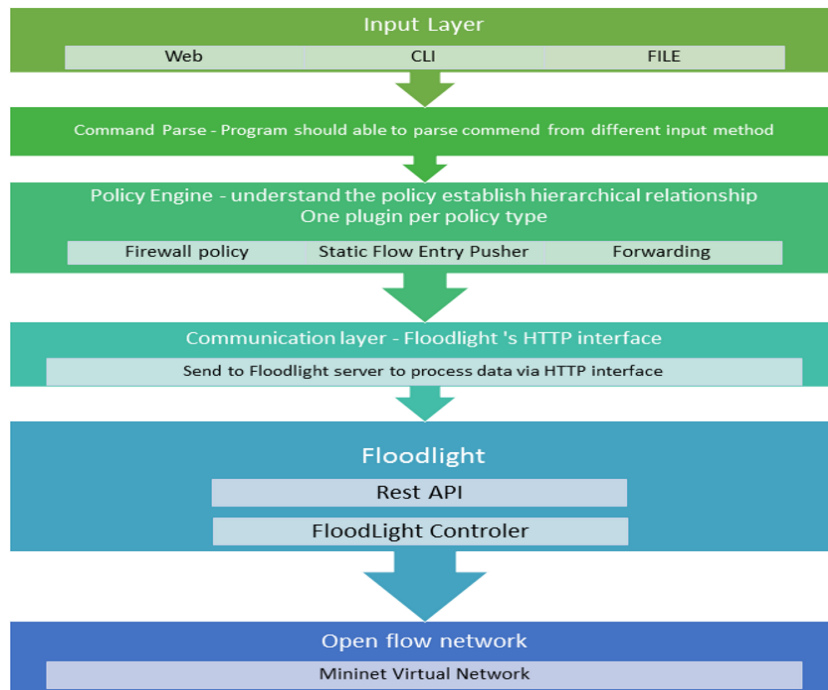 Input Layer
Web CLI FILE
Command Parse - Program should able to parse commend from different input method
Policy Engine - understand the policy establish hierarchical relationship
One plugin per policy type
Firewall policy Static Flow Entry Pusher Forwarding
Communication layer - Floodlight 's HTTP interface
Send to Floodlight server to process data via HTTP interface
Floodlight
Rest API
FloodLight Controler
Open flow network
Mininet Virtual Network